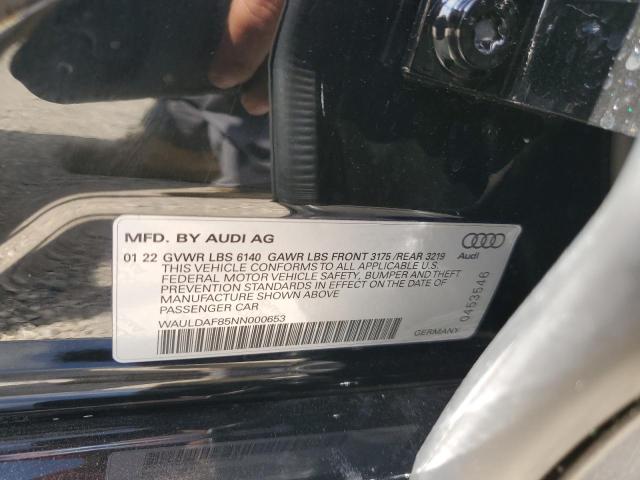 MFD. BY AUDI AG
01 22 GVWR LBS 6140 GAWR LBS FRONT 3175 /REAR 3219
THIS VEHICLE CONFORMS TO ALL APPLICABLE U.S.
FEDERAL MOTOR VEHICLE SAFETY, BUMPER AND THEFT
PREVENTION STANDARDS IN EFFECT ON THE DATE OF
MANUFACTURE SHOWN ABOVE
PASSENGER CAR
WAULDAF85NN000653
Audi
0453546
GERMANY